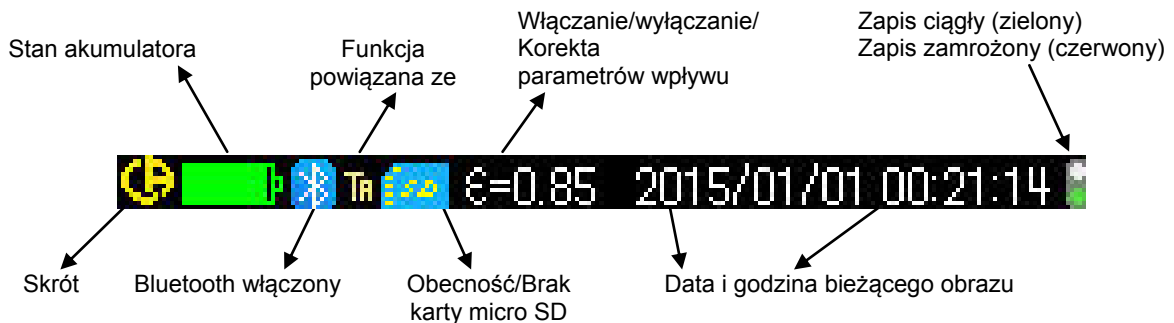 Włączanie/wyłączanie/
Korekta
parametrów wpływu
Zapis ciągły (zielony)
Zapis zamrożony (czerwony)
Stan akumulatora
Funkcja
powiązana ze
TA SD Є=0.85 2015/01/01 00:21:14
Skrót
Bluetooth włączony
Obecność/Brak
karty micro SD
Data i godzina bieżącego obrazu